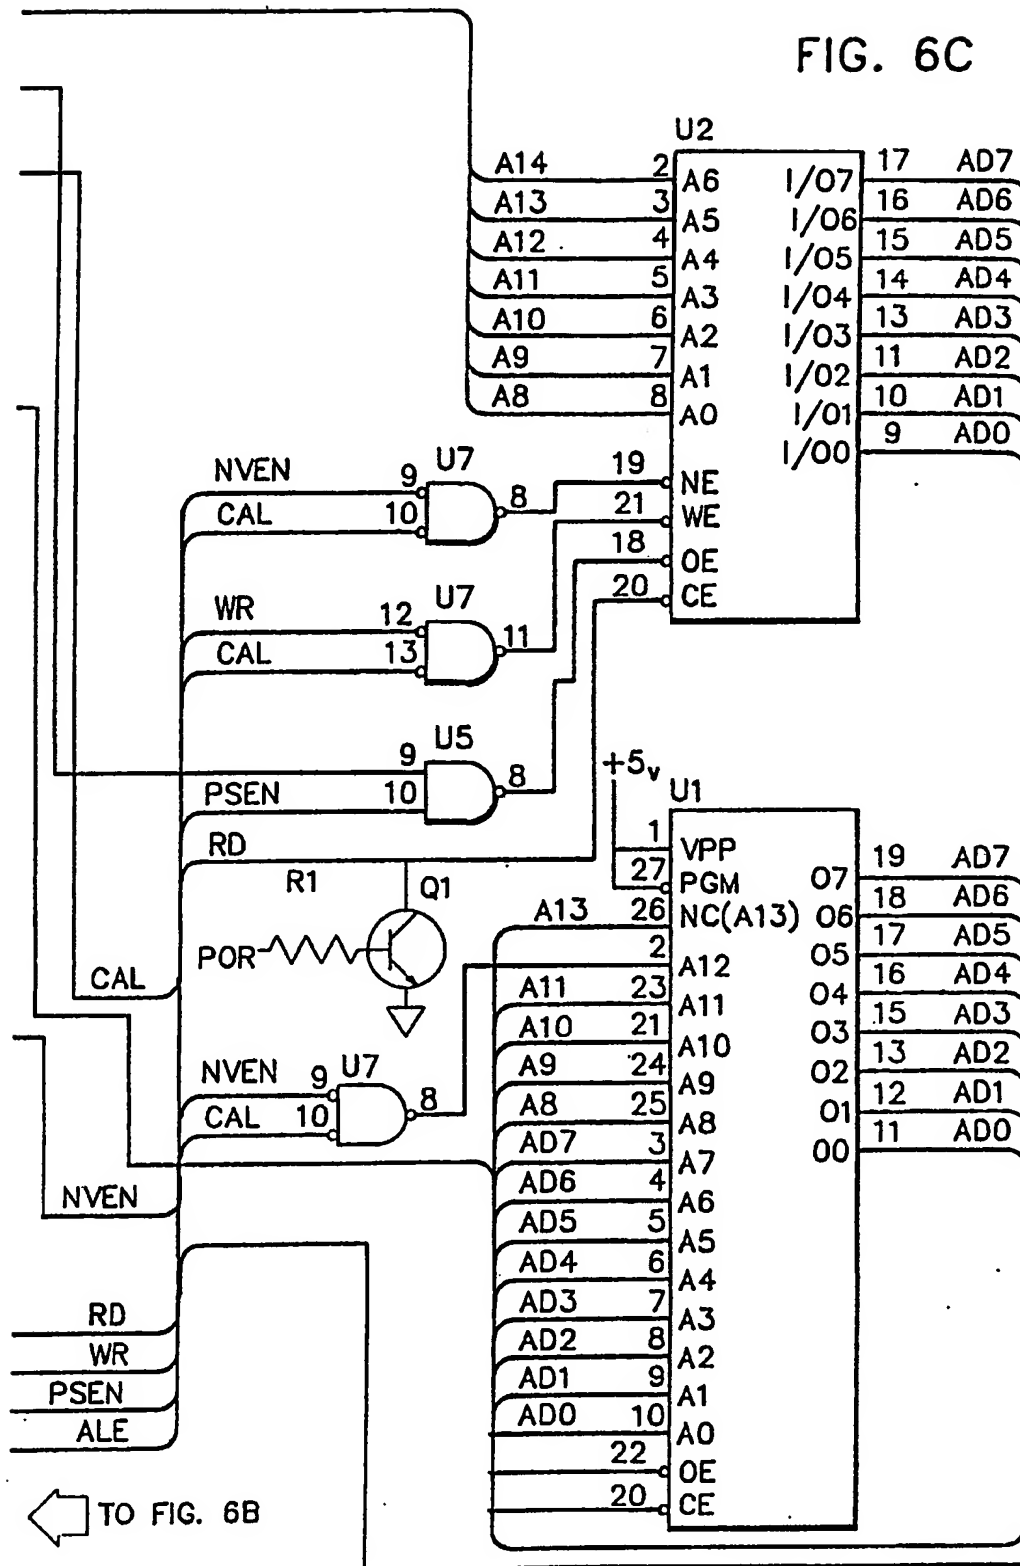 FIG. 6C
U2
A14 2 A6 I/O7 17 AD7
A13 3 A5 I/O6 16 AD6
A12 4 A4 I/O5 15 AD5
A11 5 A3 I/O4 14 AD4
A10 6 A2 I/O3 13 AD3
A9 7 A1 I/O2 11 AD2
A8 8 A0 I/O1 10 AD1
I/O0 9 AD0
NVEN 9 U7 8 19 NE
CAL 10 21 WE
18 OE
WR 12 U7 11 20 CE
CAL 13
U5
9 8
PSEN 10
+5v
U1
RD
1 VPP
R1 Q1 27 PGM O7 19 AD7
A13 26 NC(A13) O6 18 AD6
POR 2 A12 O5 17 AD5
CAL A11 23 A11 O4 16 AD4
A10 21 A10 O3 15 AD3
NVEN 9 U7 8 A9 24 A9 O2 13 AD2
CAL 10 A8 25 A8 O1 12 AD1
AD7 3 A7 O0 11 AD0
NVEN AD6 4 A6
AD5 5 A5
AD4 6 A4
RD AD3 7 A3
WR AD2 8 A2
PSEN AD1 9 A1
ALE AD0 10 A0
22 OE
20 CE
TO FIG. 6B